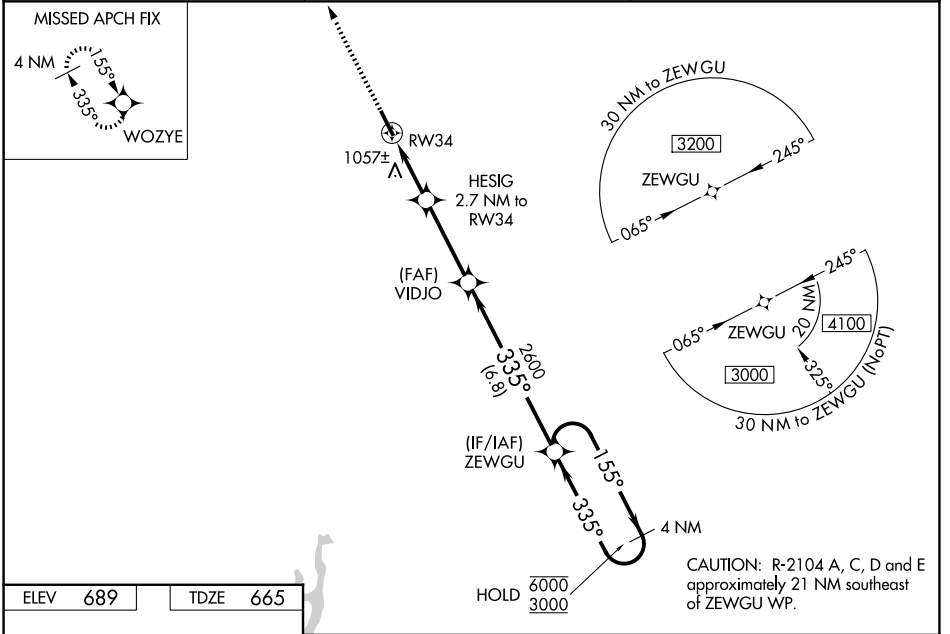 MISSED APCH FIX
4 NM
155°
335°
WOZYE
RW34
1057±
HESIG
2.7 NM to
RW34
(FAF)
VIDJO
2600
335°
(6.8)
(IF/IAF)
ZEWGU
155°
335°
4 NM
HOLD
6000
3000
30 NM to ZEWGU
3200
245°
ZEWGU
065°
245°
20 NM
4100
065°
ZEWGU
3000
325°
30 NM to ZEWGU (NoPT)
CAUTION: R-2104 A, C, D and E
approximately 21 NM southeast
of ZEWGU WP.
ELEV 689
TDZE 665